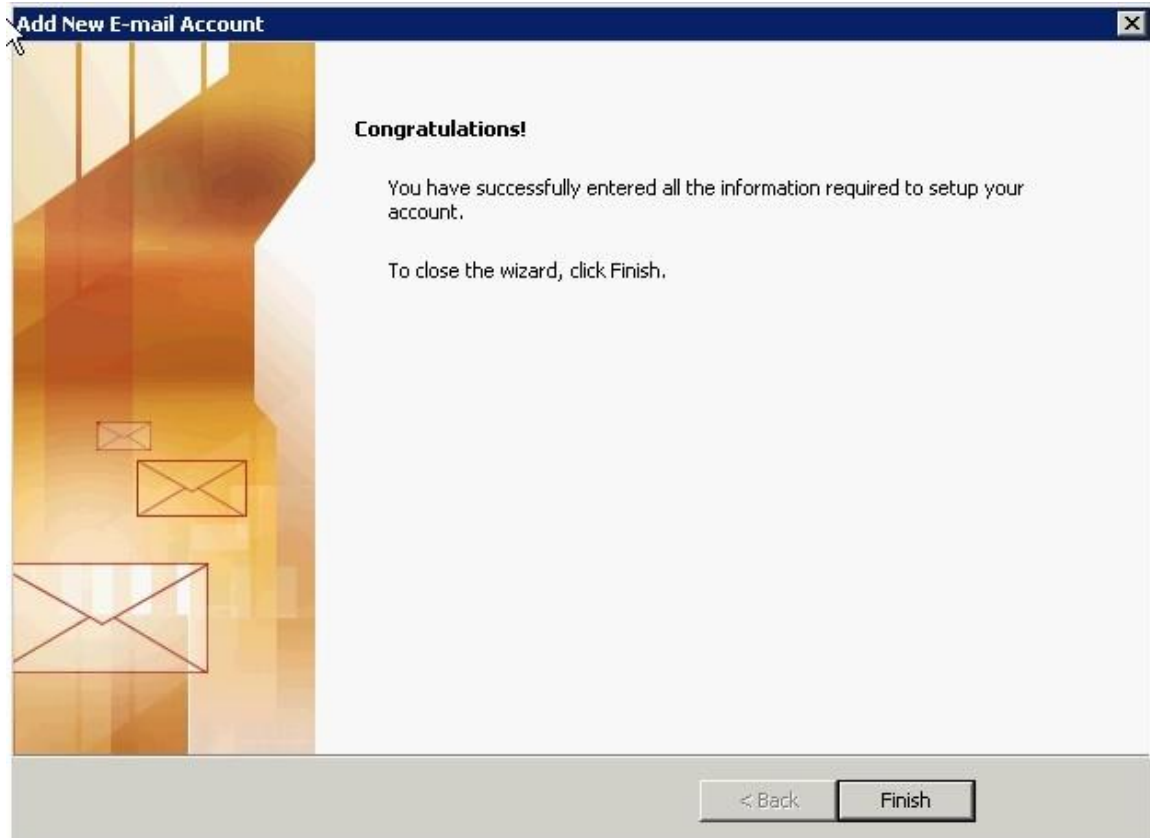 Add New E-mail Account
Congratulations!
You have successfully entered all the information required to setup your
account.
To close the wizard, click Finish.
< Back
Finish